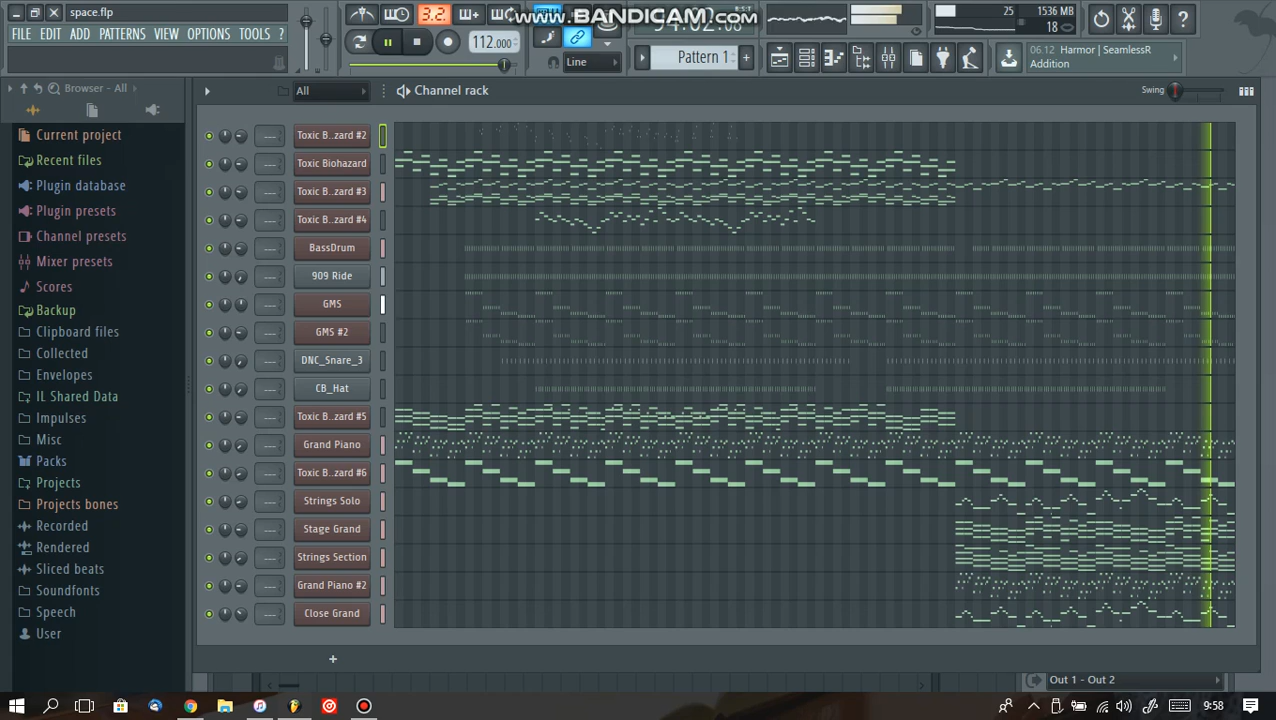 space.flp
www.BANDICAM.com
FILE EDIT ADD PATTERNS VIEW OPTIONS TOOLS ?
3.2.
112.000
Line
Pattern 1
25
1536 MB
18
06.12 Harmor | SeamlessR
Addition
Browser - All
All
Channel rack
Swing
Current project
Recent files
Plugin database
Plugin presets
Channel presets
Mixer presets
Scores
Backup
Clipboard files
Collected
Envelopes
IL Shared Data
Impulses
Misc
Packs
Projects
Projects bones
Recorded
Rendered
Sliced beats
Soundfonts
Speech
User
Toxic B...zard #2
Toxic Biohazard
Toxic B...zard #3
Toxic B...zard #4
BassDrum
909 Ride
GMS
GMS #2
DNC_Snare_3
CB_Hat
Toxic B...zard #5
Grand Piano
Toxic B...zard #6
Strings Solo
Stage Grand
Strings Section
Grand Piano #2
Close Grand
Out 1 - Out 2
9:58